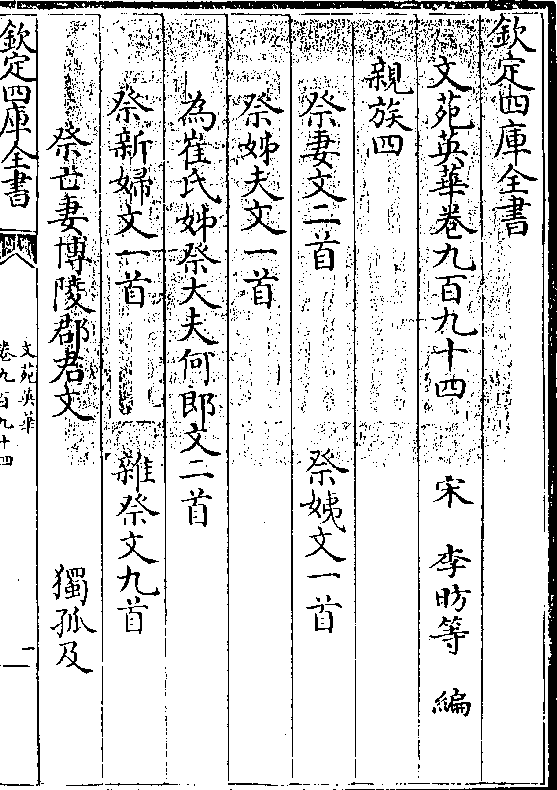 欽定四庫全書
文苑英華卷九百九十四　宋　李昉等　編
親族四
祭妻文二首　祭姨文一首
祭姊夫文一首
為崔氏姊祭大夫何郎文二首
祭新婦文一首　雜祭文九首
祭亡妻博陵郡君文　獨孤及
欽定四庫全書
文苑英華
卷九百九十四
一